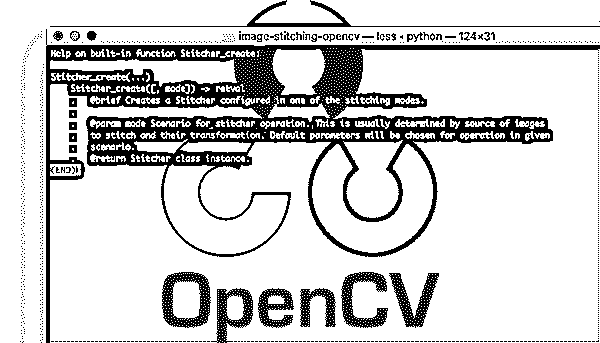 image-stitching-opencv — less • python — 124×31
Help on built-in function Stitcher_create:
Stitcher_create(...)
Stitcher_create([, mode]) -> retval
@brief Creates a Stitcher configured in one of the stitching modes.
@param mode Scenario for stitcher operation. This is usually determined by source of images
to stitch and their transformation. Default parameters will be chosen for operation in given
scenario.
@return Stitcher class instance.
(END)
OpenCV